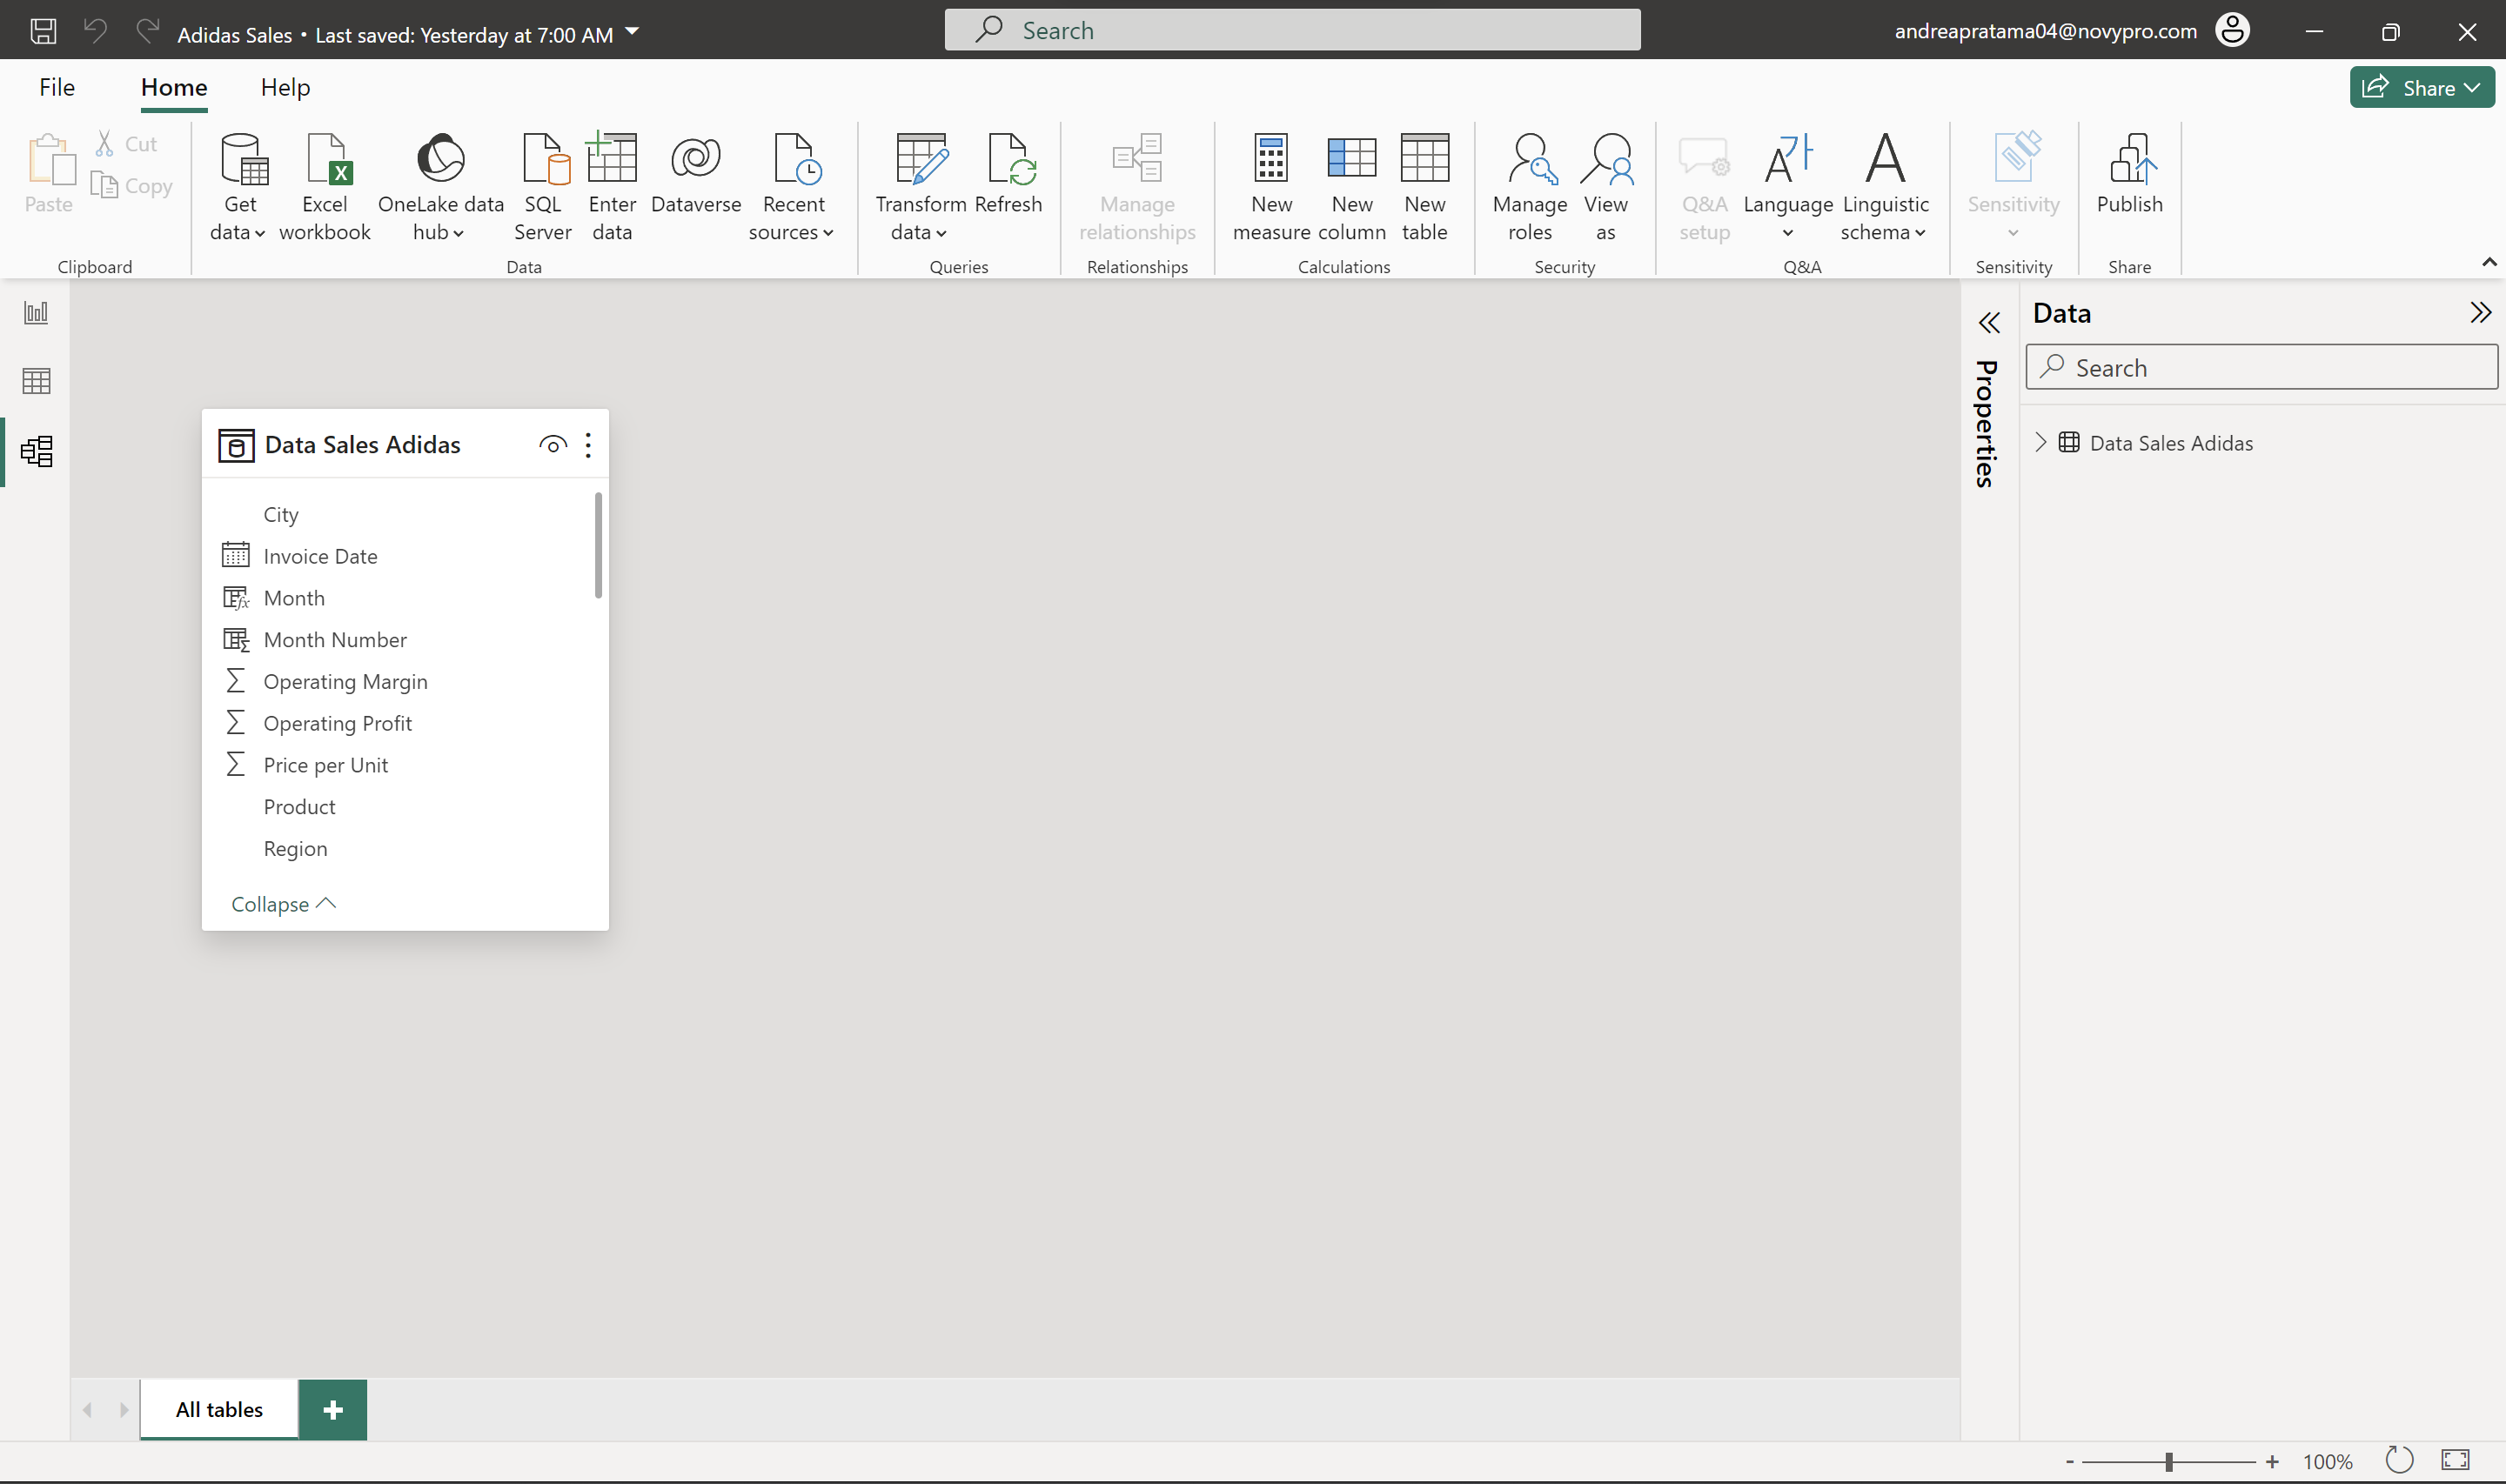 Adidas Sales • Last saved: Yesterday at 7:00 AM
Search
andreapratama04@novypro.com
File
Home
Help
Share
Paste
Cut
Copy
Clipboard
Get data
Excel workbook
OneLake data hub
SQL Server
Enter data
Dataverse
Recent sources
Data
Transform data
Refresh
Queries
Manage relationships
Relationships
New measure
New column
New table
Calculations
Manage roles
View as
Security
Q&A setup
Language
Linguistic schema
Q&A
Sensitivity
Sensitivity
Publish
Share
Data Sales Adidas
City
Invoice Date
Month
Month Number
Operating Margin
Operating Profit
Price per Unit
Product
Region
Collapse
Properties
Data
Search
Data Sales Adidas
All tables
+
- + 100%